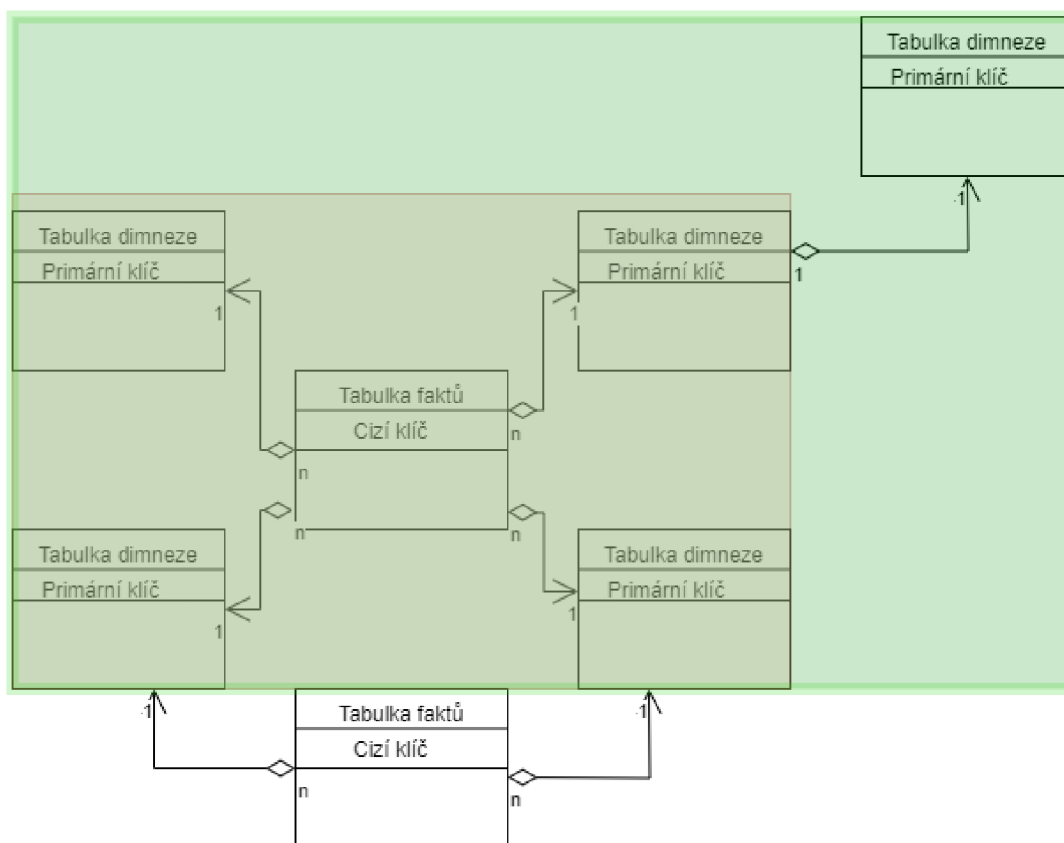 Tabulka dimneze
Primární klíč
1
Tabulka dimneze
Primární klíč
1
Tabulka dimneze
Primární klíč
1
1
Tabulka faktů
Cizí klíč
n
n
n
n
Tabulka dimneze
Primární klíč
1
Tabulka dimneze
Primární klíč
1
1
1
Tabulka faktů
Cizí klíč
n
n